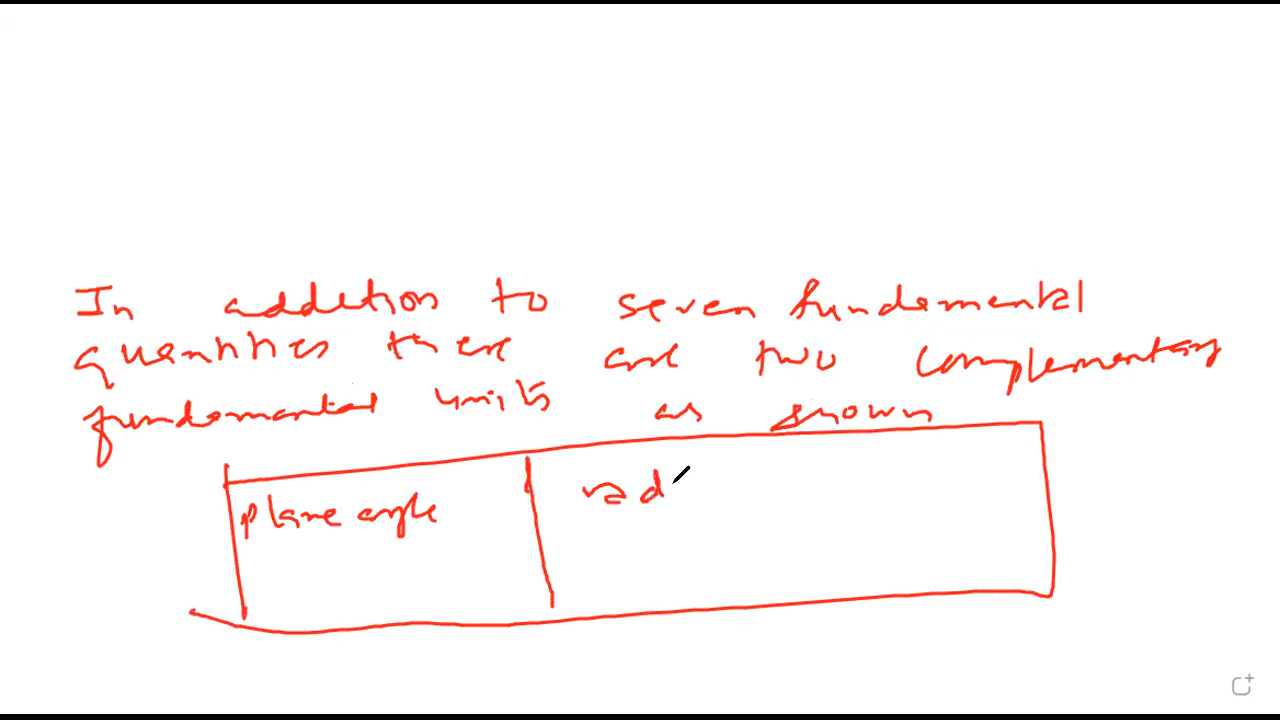 In addition to seven fundamental
quantities there are two complementary
fundamental units as shown
plane angle
rad